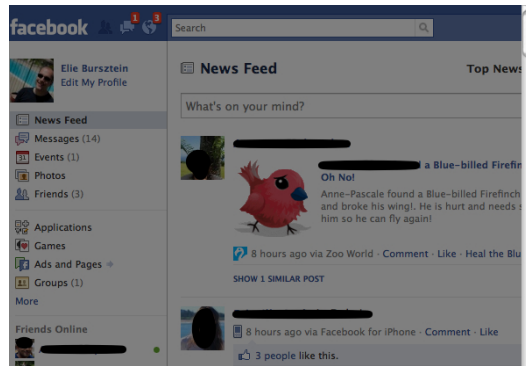 facebook
1
3
Search
Elie Bursztein
Edit My Profile
News Feed
Messages (14)
31 Events (1)
Photos
Friends (3)
Applications
Games
Ads and Pages
Groups (1)
More
Friends Online
News Feed
Top News
What's on your mind?
a Blue-billed Firefin
Oh No!
Anne-Pascale found a Blue-billed Firefinch
and broke his wing!. He is hurt and needs
him so he can fly again!
8 hours ago via Zoo World · Comment · Like · Heal the Blu
SHOW 1 SIMILAR POST
8 hours ago via Facebook for iPhone · Comment · Like
3 people like this.